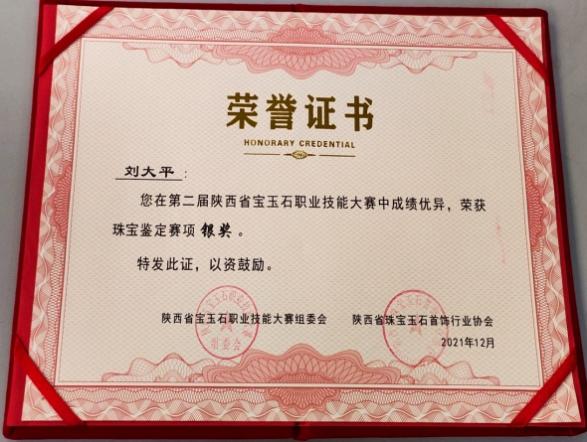 荣誉证书
HONORARY CREDENTIAL
刘大平：
您在第二届陕西省宝玉石职业技能大赛中成绩优异，荣获
珠宝鉴定赛项 银奖 。
特发此证，以资鼓励。
陕西省宝玉石职业技能大赛组委会 陕西省珠宝玉石首饰行业协会
组委会
2021年12月